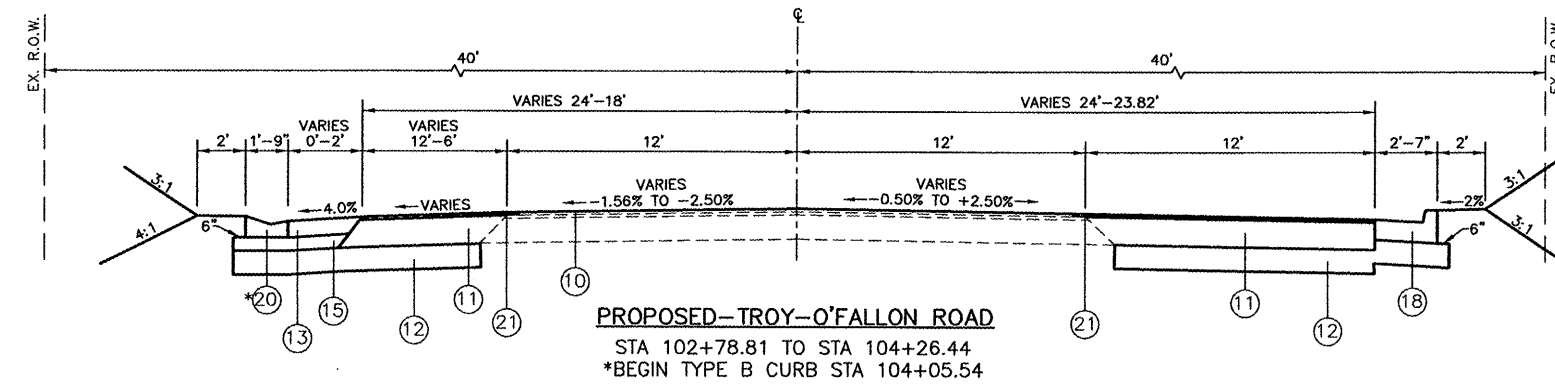 EX. R.O.W.
℄
EX. R.O.W.
40'
40'
VARIES 24'-18'
VARIES 24'-23.82'
2'
1'-9"
VARIES
0'-2'
VARIES
12'-6'
12'
12'
12'
2'-7"
2'
3:1
4:1
6"
4.0%
VARIES
VARIES
-1.56% TO -2.50%
VARIES
-0.50% TO +2.50%
2%
3:1
3:1
6"
*20
13
15
12
11
21
10
21
11
12
18
PROPOSED-TROY-O'FALLON ROAD
STA 102+78.81 TO STA 104+26.44
*BEGIN TYPE B CURB STA 104+05.54